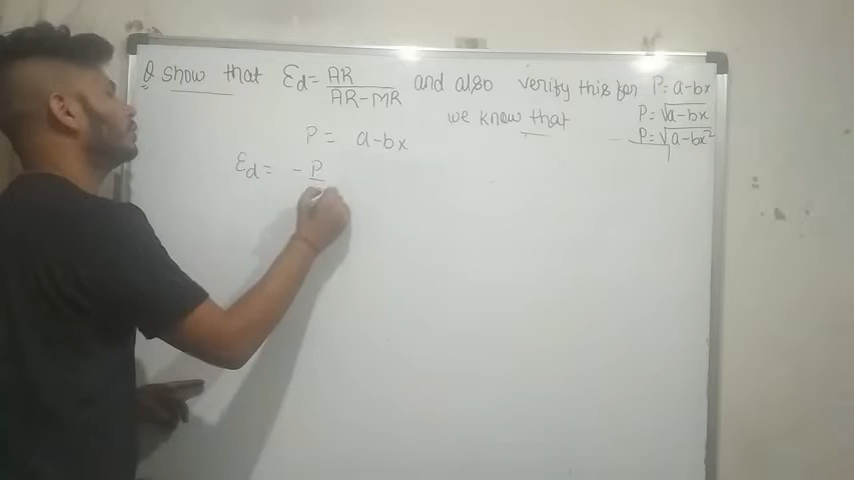 Q Show that Ed = AR / AR - MR and also verify this for P = a-bx
we know that P = √a-bx
P = √a-bx²
P = a-bx
Ed = - P